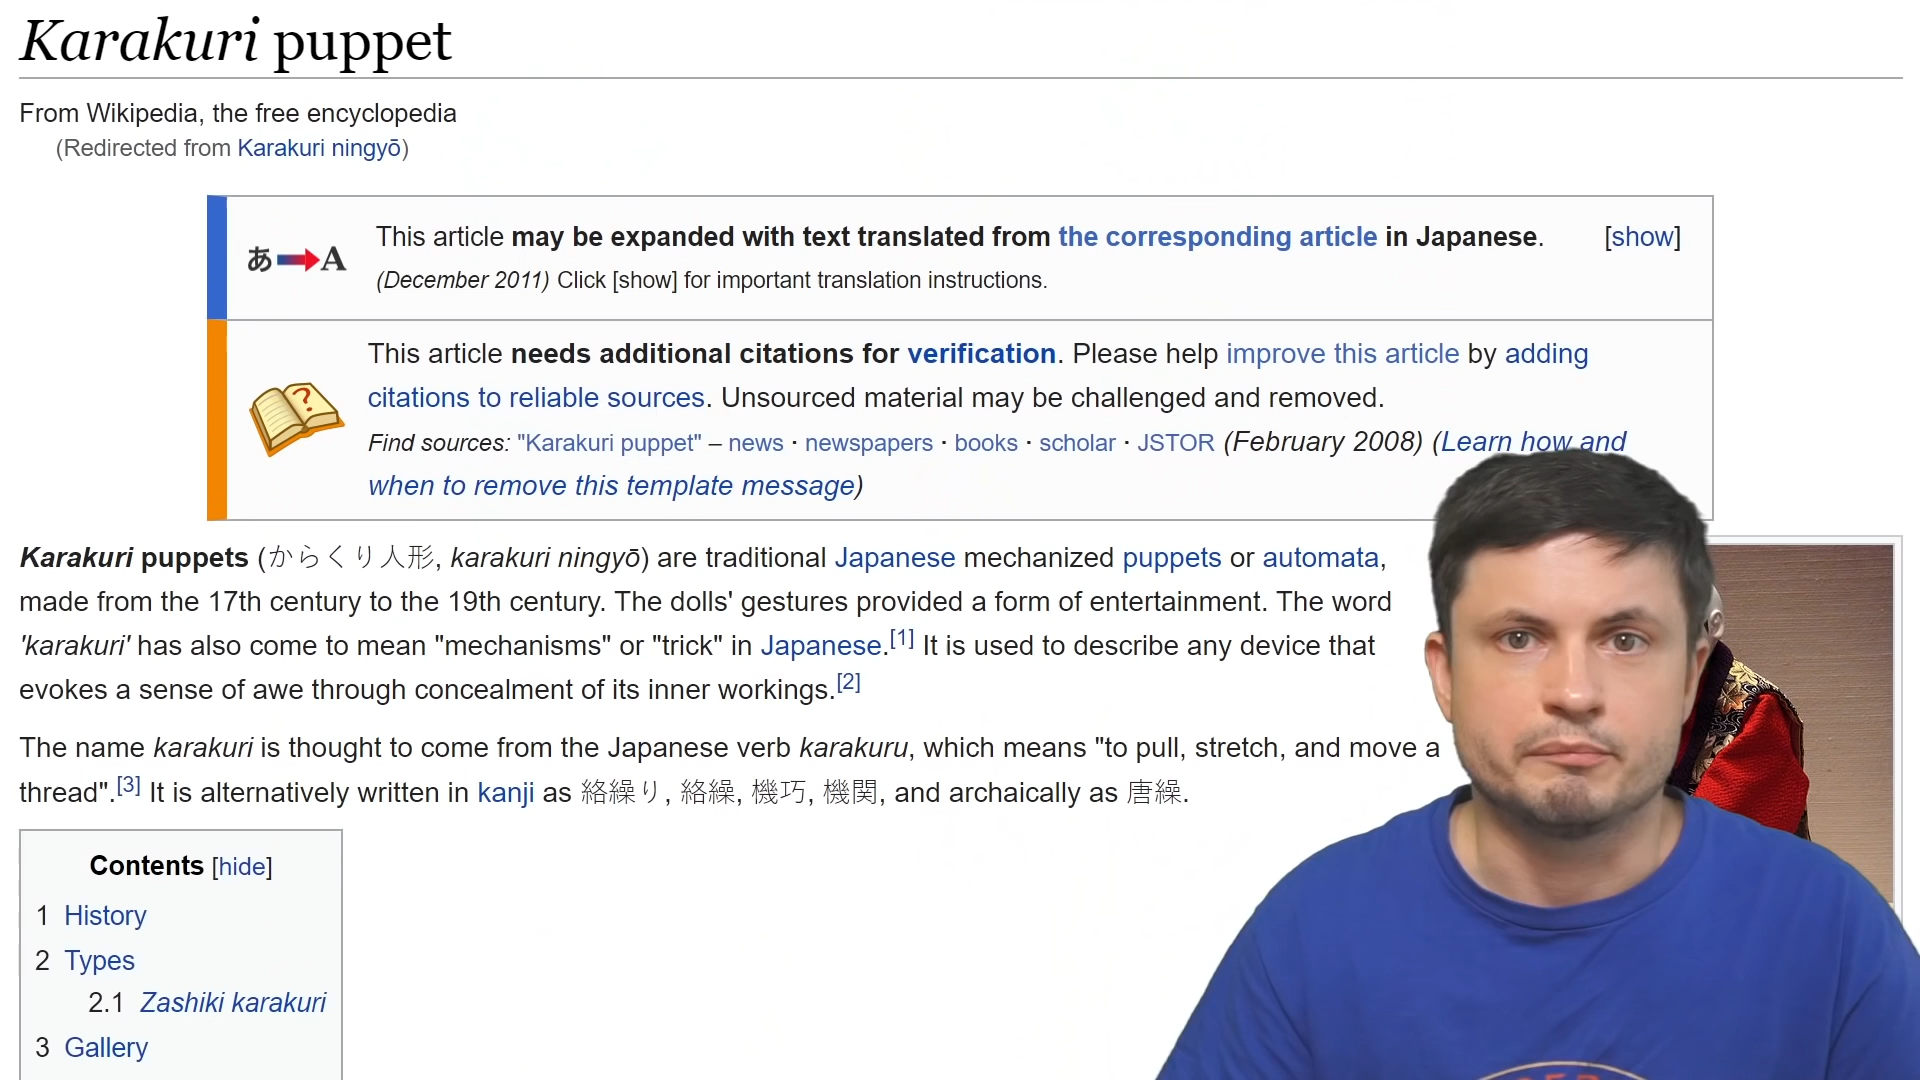 Karakuri puppet
From Wikipedia, the free encyclopedia
(Redirected from Karakuri ningyō)
This article may be expanded with text translated from the corresponding article in Japanese. [show]
あ A
(December 2011) Click [show] for important translation instructions.
This article needs additional citations for verification. Please help improve this article by adding
citations to reliable sources. Unsourced material may be challenged and removed.
Find sources: "Karakuri puppet" – news · newspapers · books · scholar · JSTOR (February 2008) (Learn how and
when to remove this template message)
Karakuri puppets (からくり人形, karakuri ningyō) are traditional Japanese mechanized puppets or automata,
made from the 17th century to the 19th century. The dolls' gestures provided a form of entertainment. The word
'karakuri' has also come to mean "mechanisms" or "trick" in Japanese.[1] It is used to describe any device that
evokes a sense of awe through concealment of its inner workings.[2]
The name karakuri is thought to come from the Japanese verb karakuru, which means "to pull, stretch, and move a
thread".[3] It is alternatively written in kanji as 絡繰り, 絡繰, 機巧, 機関, and archaically as 唐繰.
Contents [hide]
1 History
2 Types
2.1 Zashiki karakuri
3 Gallery